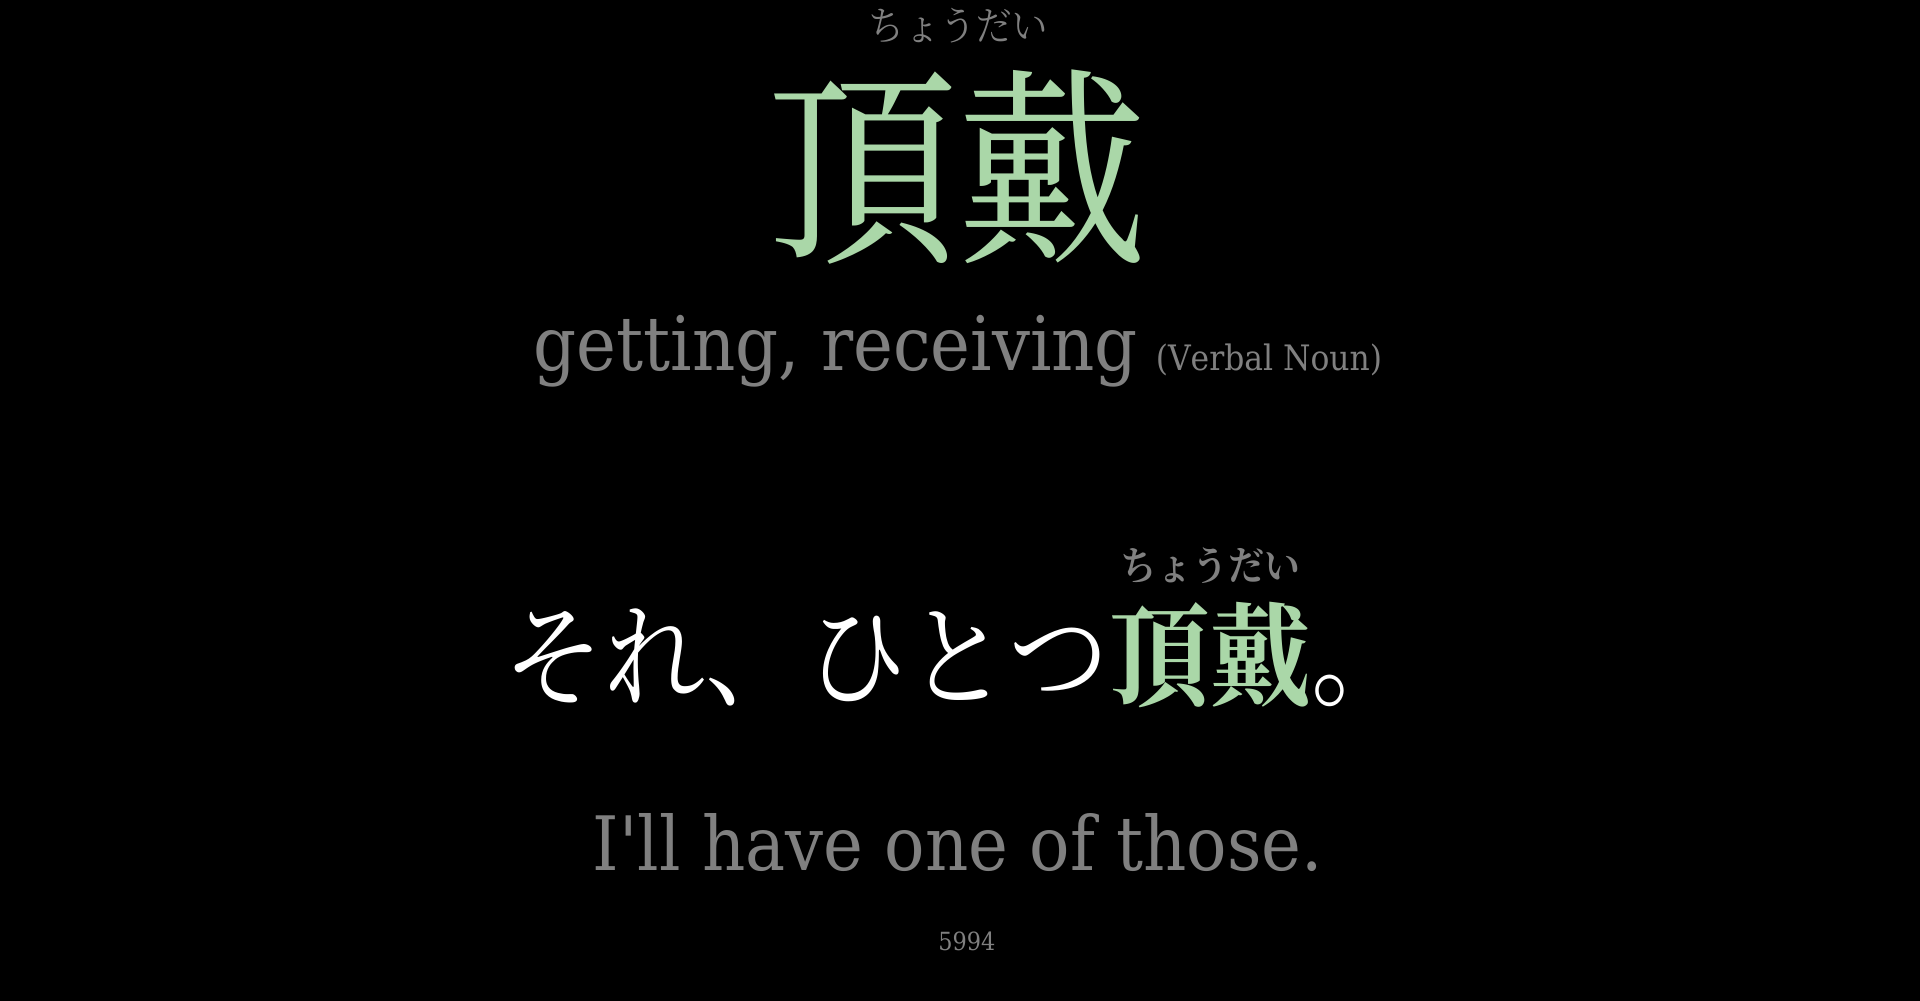 ちょうだい
頂戴
getting, receiving (Verbal Noun)
ちょうだい
それ、ひとつ頂戴。
I'll have one of those.
5994